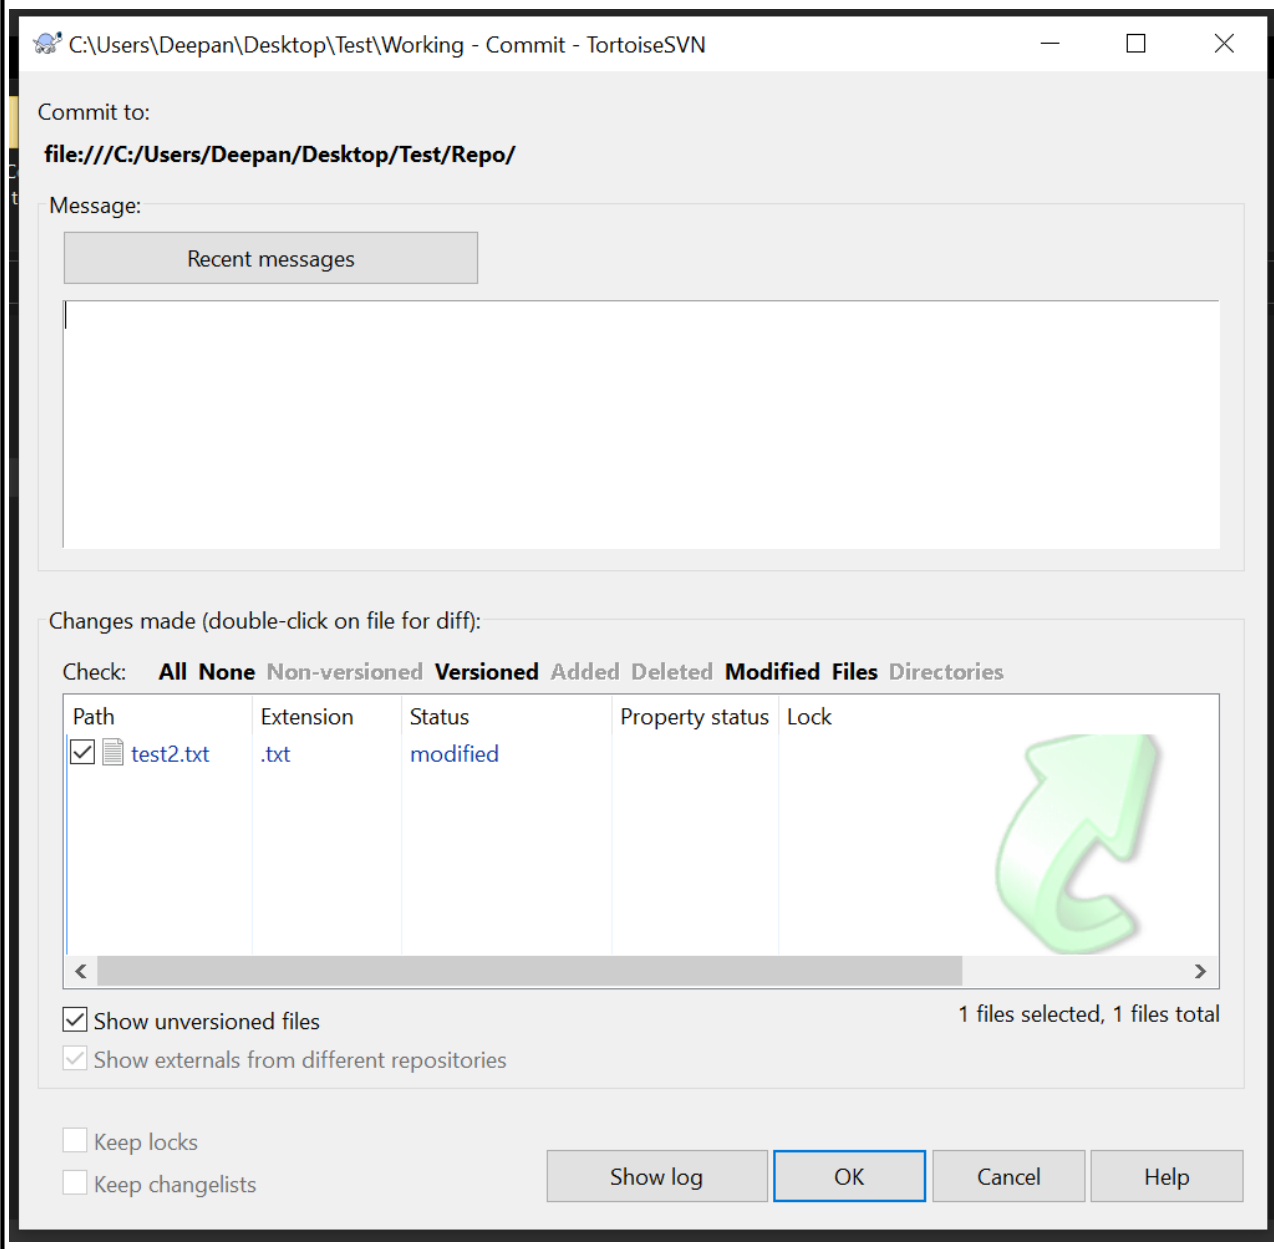 C:\Users\Deepan\Desktop\Test\Working - Commit - TortoiseSVN
Commit to:
file:///C:/Users/Deepan/Desktop/Test/Repo/
Message:
Recent messages
Changes made (double-click on file for diff):
Check: All None Non-versioned Versioned Added Deleted Modified Files Directories
Path Extension Status Property status Lock
test2.txt .txt modified
Show unversioned files
1 files selected, 1 files total
Show externals from different repositories
Keep locks
Keep changelists
Show log OK Cancel Help